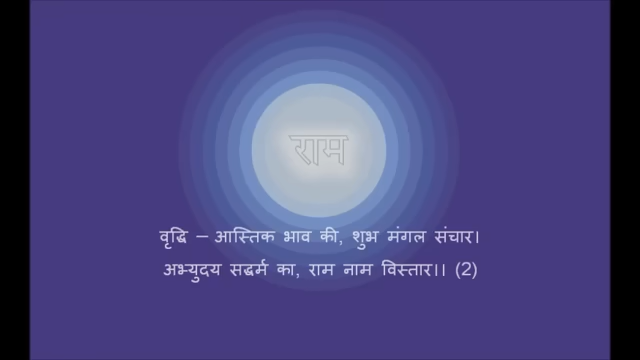 राम
वृद्धि – आस्तिक भाव की, शुभ मंगल संचार।
अभ्युदय सद्धर्म का, राम नाम विस्तार।। (2)